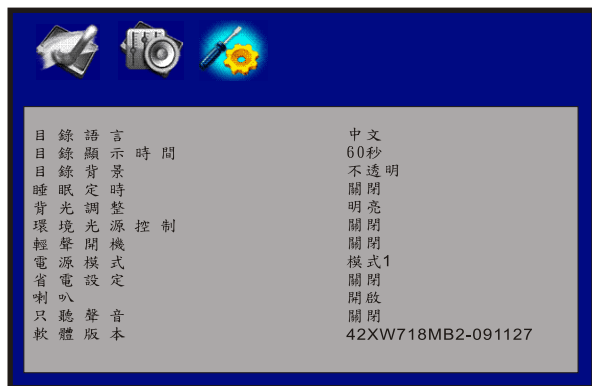 目錄語言 中文
目錄顯示時間 60秒
目錄背景 不透明
睡眠定時 關閉
背光調整 明亮
環境光源控制 關閉
輕聲開機 關閉
電源模式 模式1
省電設定 關閉
喇叭 開啟
只聽聲音 關閉
軟體版本 42XW718MB2-091127